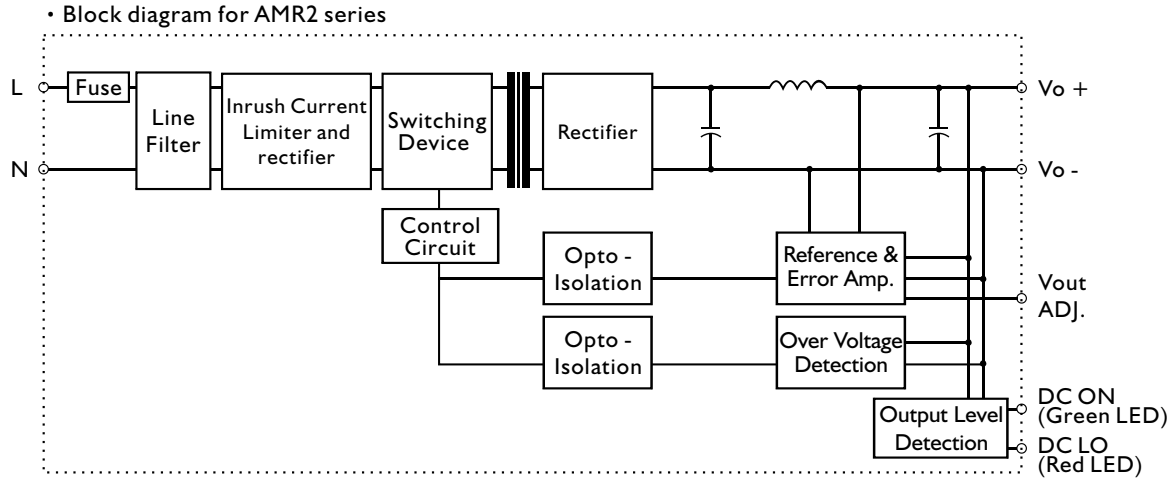 · Block diagram for AMR2 series
L
Fuse
Line
Filter
Inrush Current
Limiter and
rectifier
Switching
Device
Rectifier
Vo +
N
Vo -
Control
Circuit
Opto -
Isolation
Reference &
Error Amp.
Vout
ADJ.
Opto -
Isolation
Over Voltage
Detection
Output Level
Detection
DC ON
(Green LED)
DC LO
(Red LED)